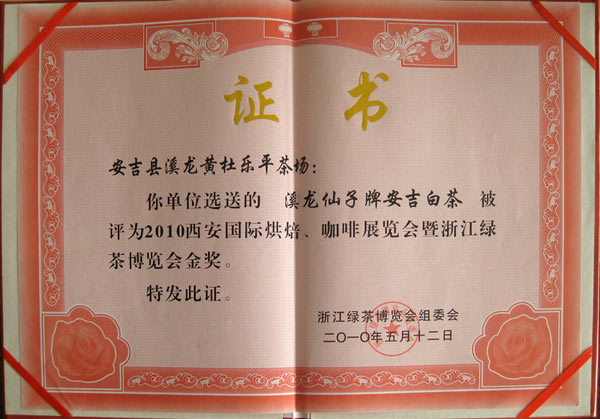 证书
安吉县溪龙黄杜乐平茶场：
你单位选送的 溪龙仙子牌安吉白茶 被
评为2010西安国际烘焙、咖啡展览会暨浙江绿
茶博览会金奖。
特发此证。
浙江绿茶博览会组委会
二〇一〇年五月十二日